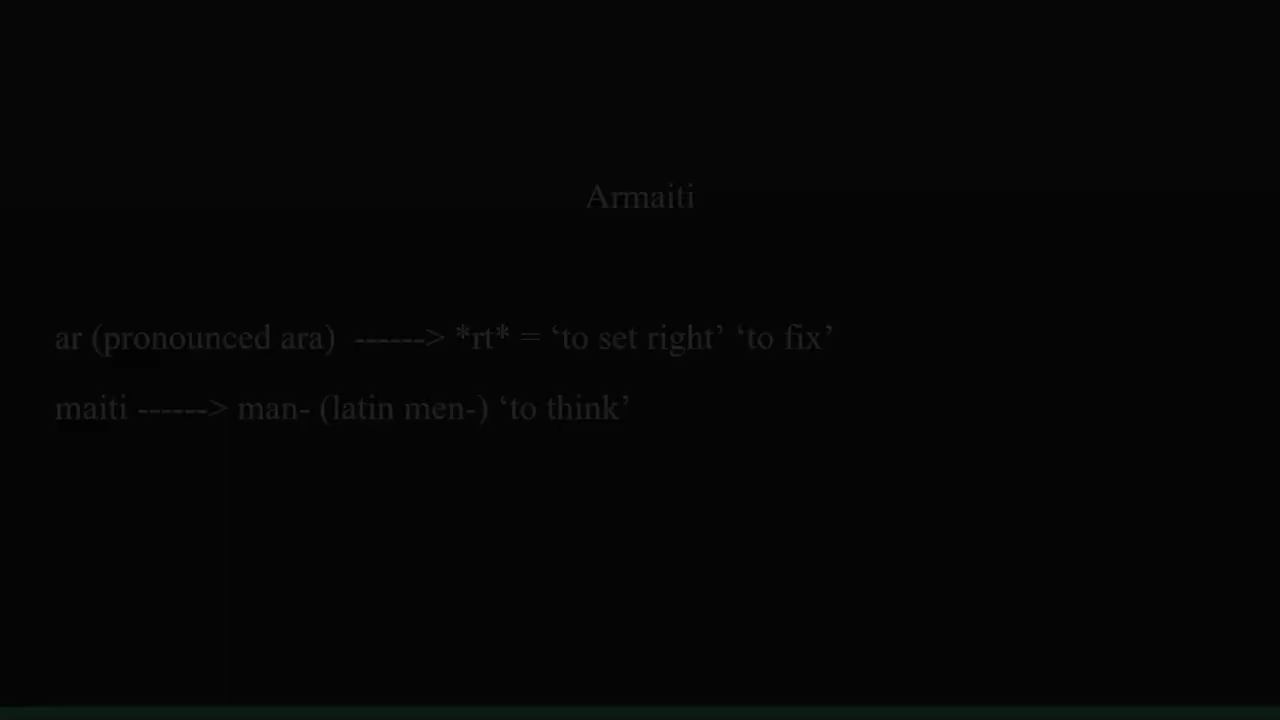 Armaiti
ar (pronounced ara) ------> *rt* = ‘to set right’ ‘to fix’
maiti ------> man- (latin men-) ‘to think’